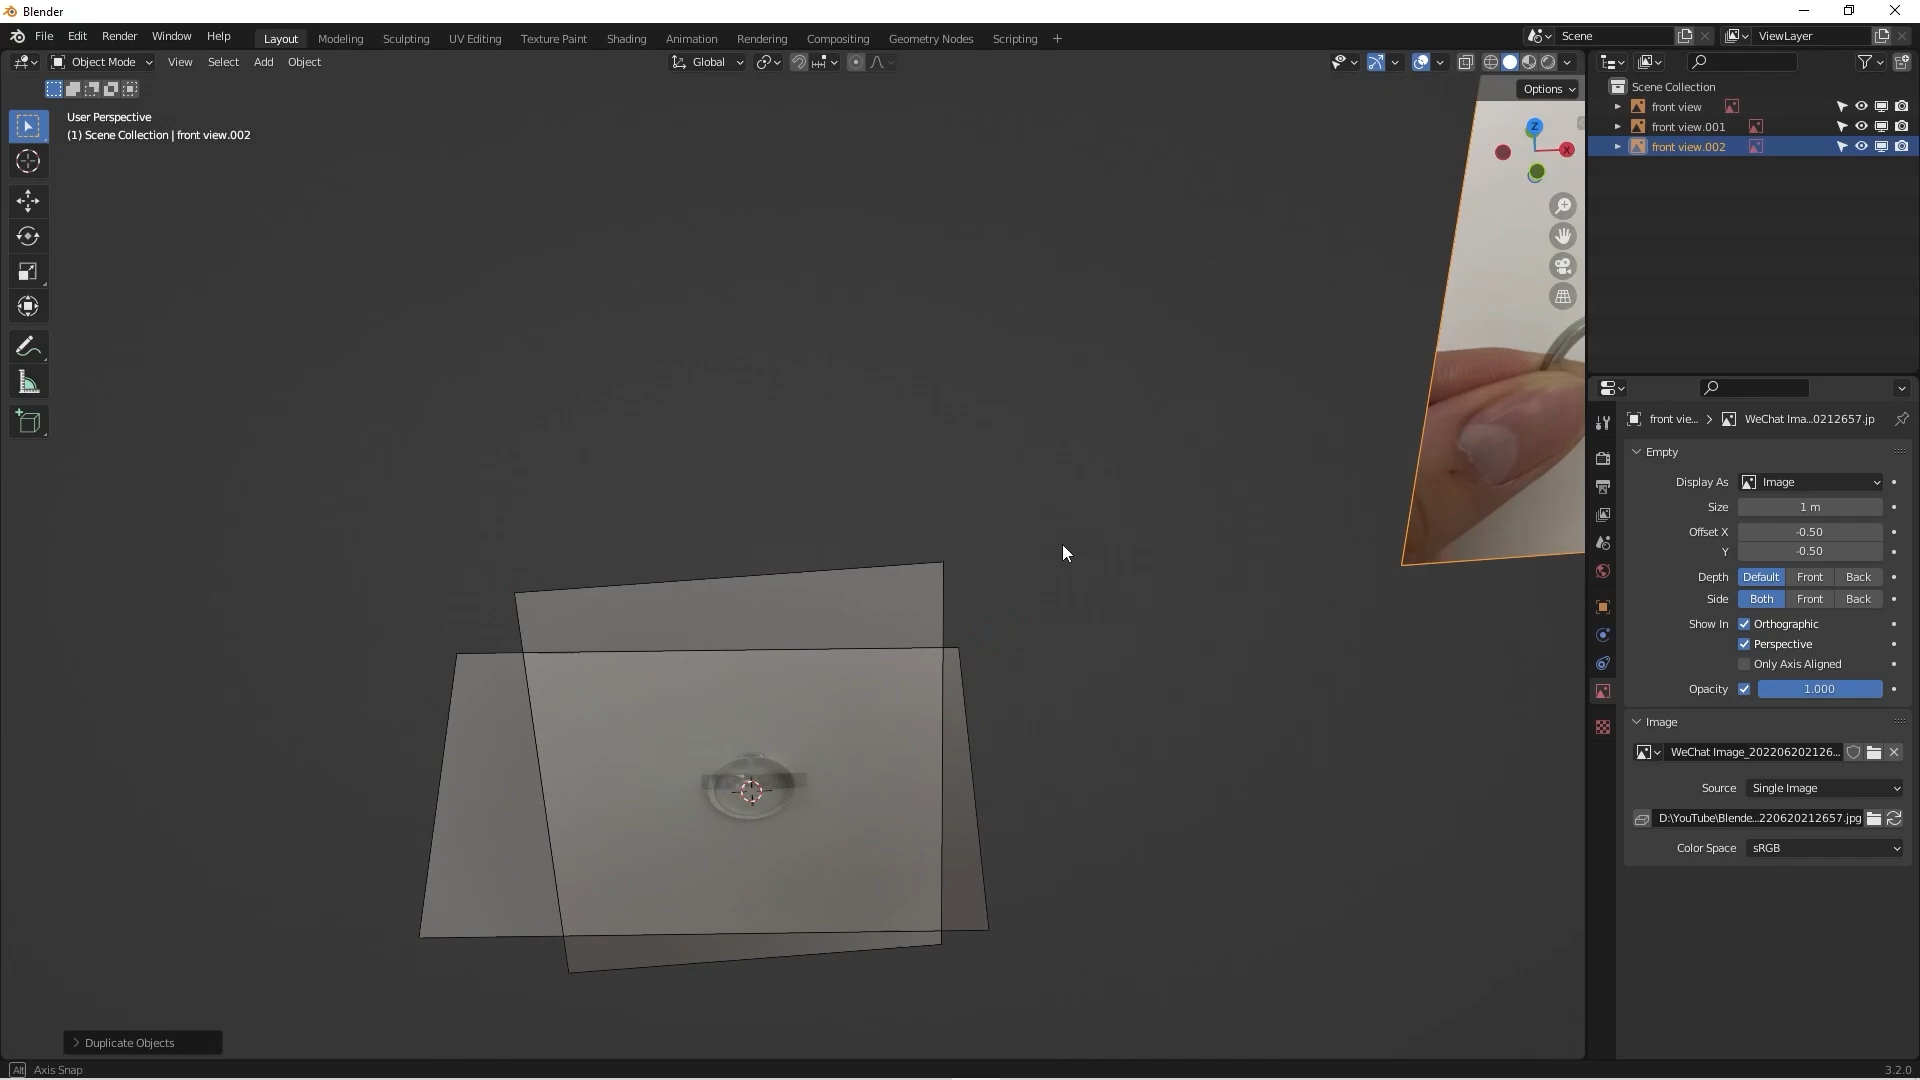 Blender
File Edit Render Window Help Layout Modeling Sculpting UV Editing Texture Paint Shading Animation Rendering Compositing Geometry Nodes Scripting + Scene ViewLayer
Object Mode View Select Add Object Global
Options
User Perspective
(1) Scene Collection | front view.002
Z
X
Scene Collection
front view
front view.001
front view.002
front vie... > WeChat Ima...0212657.jp
Empty
Display As Image
Size 1 m
Offset X -0.50
Y -0.50
Depth Default Front Back
Side Both Front Back
Show In Orthographic
Perspective
Only Axis Aligned
Opacity 1.000
Image
WeChat Image_202206202126...
Source Single Image
D:\YouTube\Blende...220620212657.jpg
Color Space sRGB
Duplicate Objects
Alt Axis Snap 3.2.0